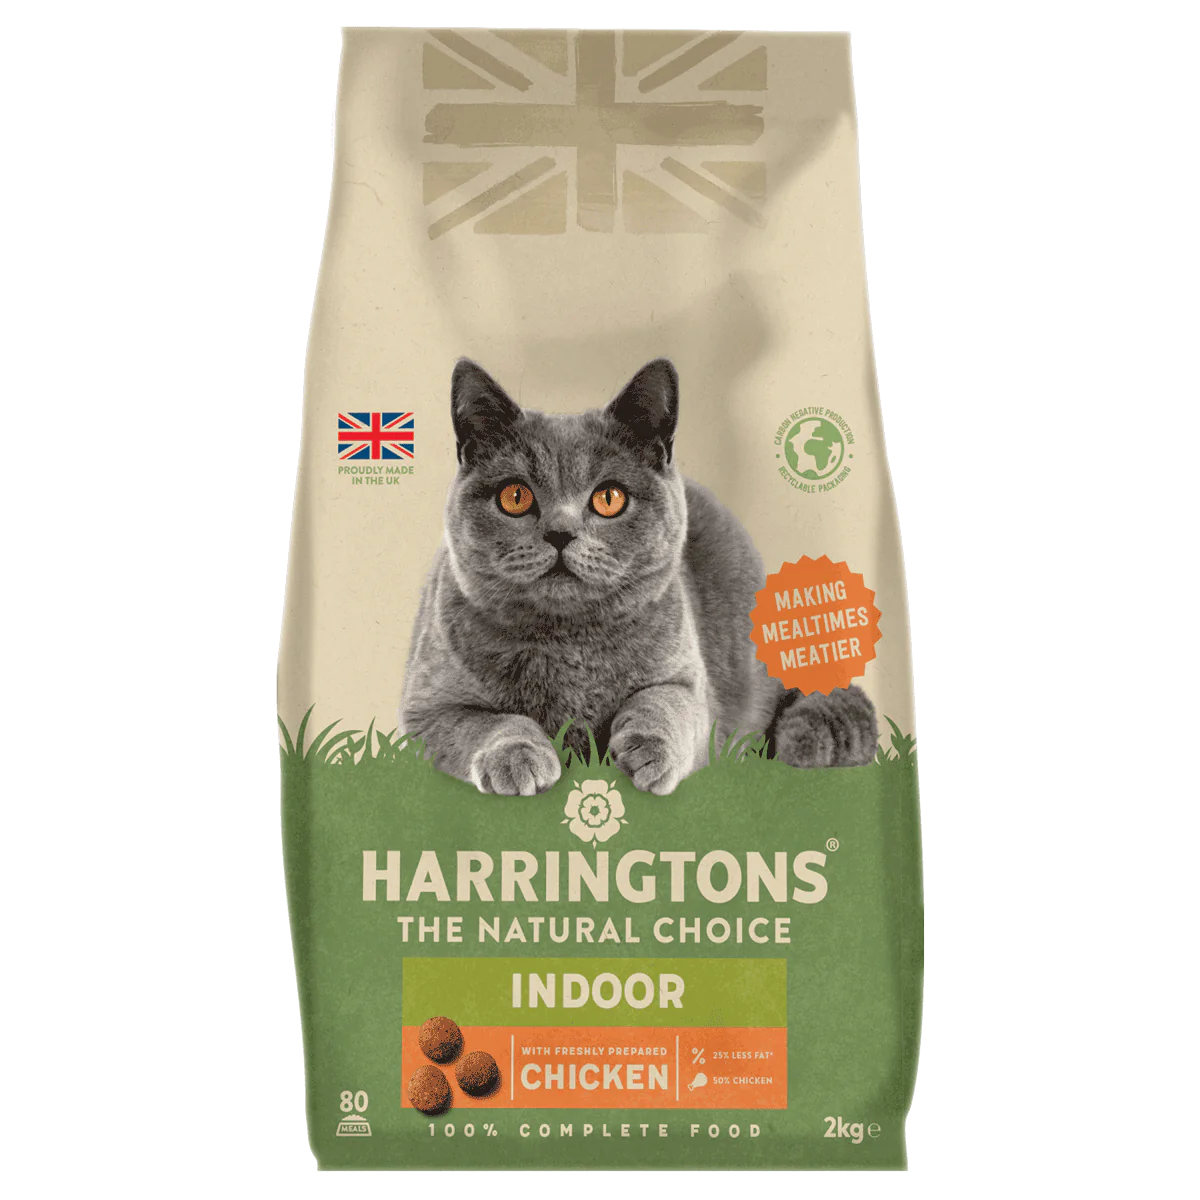 PROUDLY MADE
IN THE UK
CARBON NEGATIVE PRODUCTION
• RECYCLABLE PACKAGING •
MAKING
MEALTIMES
MEATIER
HARRINGTONS®
THE NATURAL CHOICE
INDOOR
WITH FRESHLY PREPARED
CHICKEN
% 25% LESS FAT*
50% CHICKEN
80
MEALS
100% COMPLETE FOOD
2kg ℮